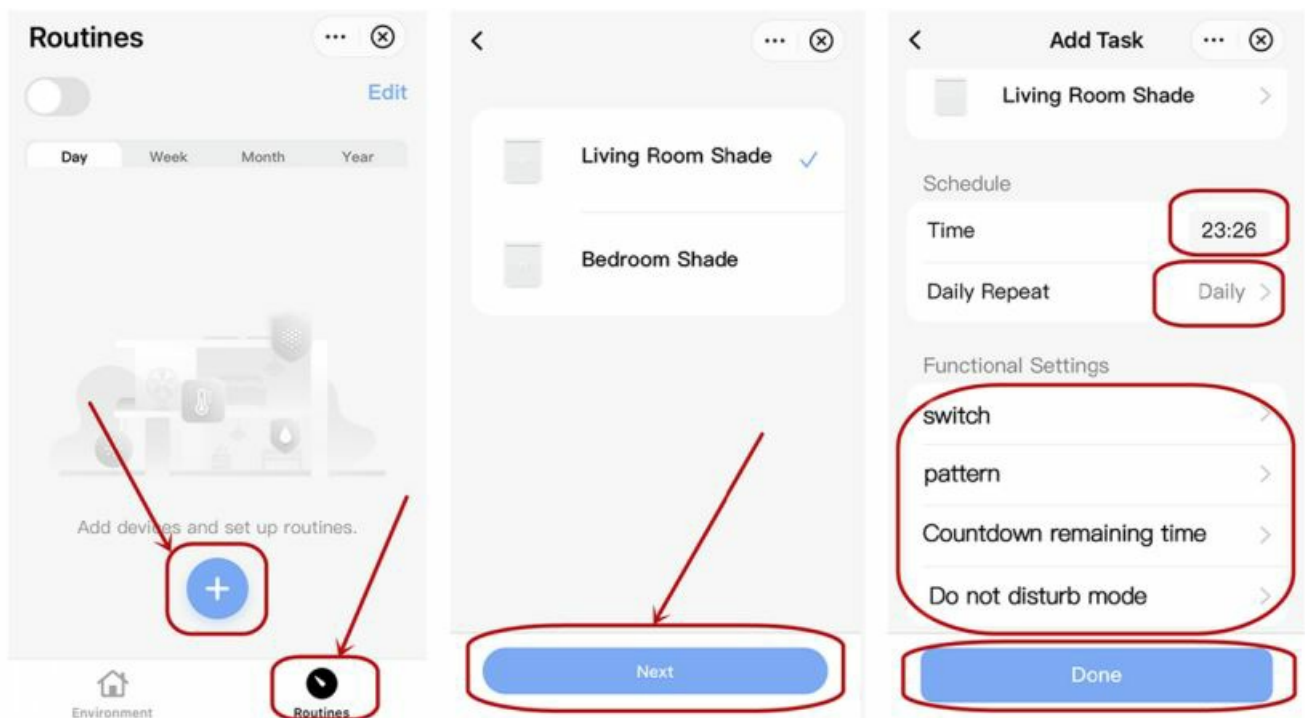 Routines
Edit
Day Week Month Year
Add devices and set up routines.
Environment
Routines
Living Room Shade
Bedroom Shade
Next
Add Task
Living Room Shade
Schedule
Time 23:26
Daily Repeat Daily
Functional Settings
switch
pattern
Countdown remaining time
Do not disturb mode
Done